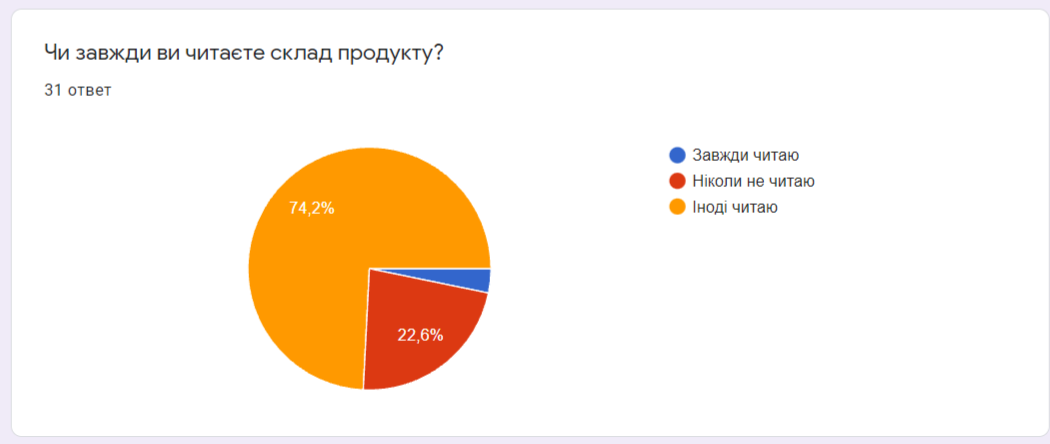 Чи завжди ви читаєте склад продукту?
31 ответ
Завжди читаю
Ніколи не читаю
Іноді читаю
74,2%
22,6%